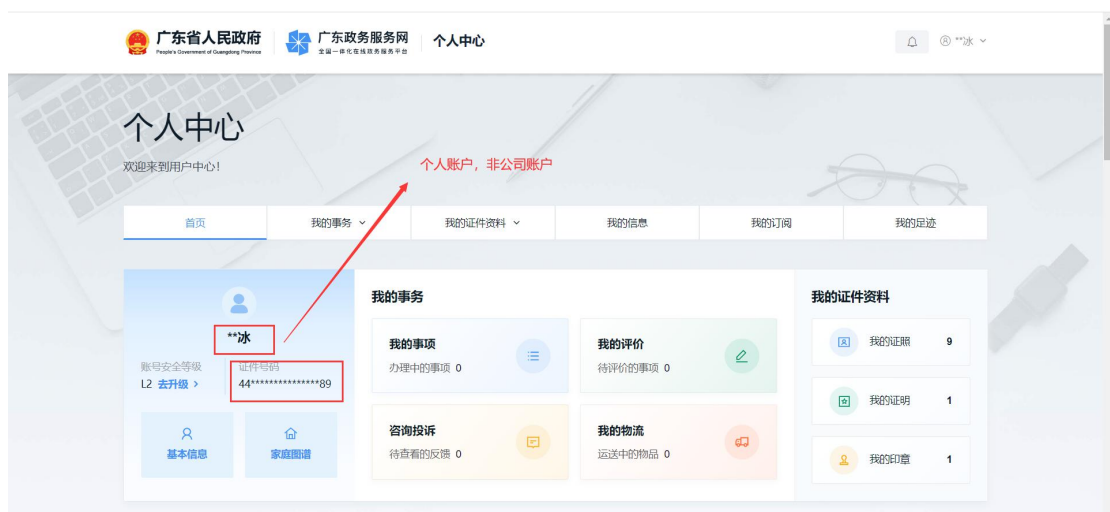 广东省人民政府
People's Government of Guangdong Province
广东政务服务网
全国一体化在线政务服务平台
个人中心
**冰
个人中心
欢迎来到用户中心!
个人账户,非公司账户
首页
我的事务
我的证件资料
我的信息
我的订阅
我的足迹
**冰
账号安全等级
L2 去升级 >
证件号码
44***************89
基本信息
家庭图谱
我的事务
我的事项
办理中的事项 0
我的评价
待评价的事项 0
咨询投诉
待查看的反馈 0
我的物流
运送中的物品 0
我的证件资料
我的证照 9
我的证明 1
我的印章 1